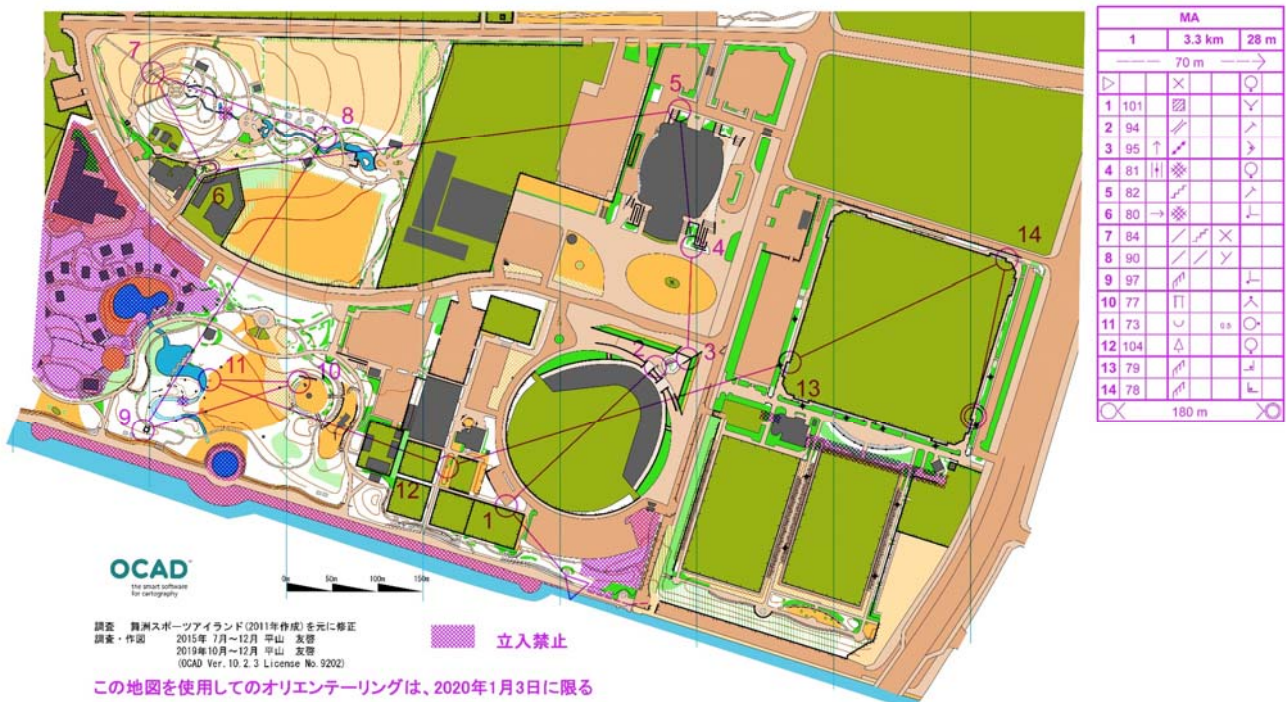 7
5
8
6
4
14
2
3
11
10
13
9
12
1
OCAD
the smart software
for cartography
0m 50m 100m 150m
調査 舞洲スポーツアイランド(2011年作成)を元に修正
調査・作図 2015年 7月~12月 平山 友啓
2019年10月~12月 平山 友啓
(OCAD Ver.10.2.3 License No.9202)
立入禁止
この地図を使用してのオリエンテーリングは、2020年1月3日に限る
MA
1 3.3 km 28 m
70 m
1 101
2 94
3 95
4 81
5 82
6 80
7 84
8 90
9 97
10 77
11 73 0.5
12 104
13 79
14 78
180 m